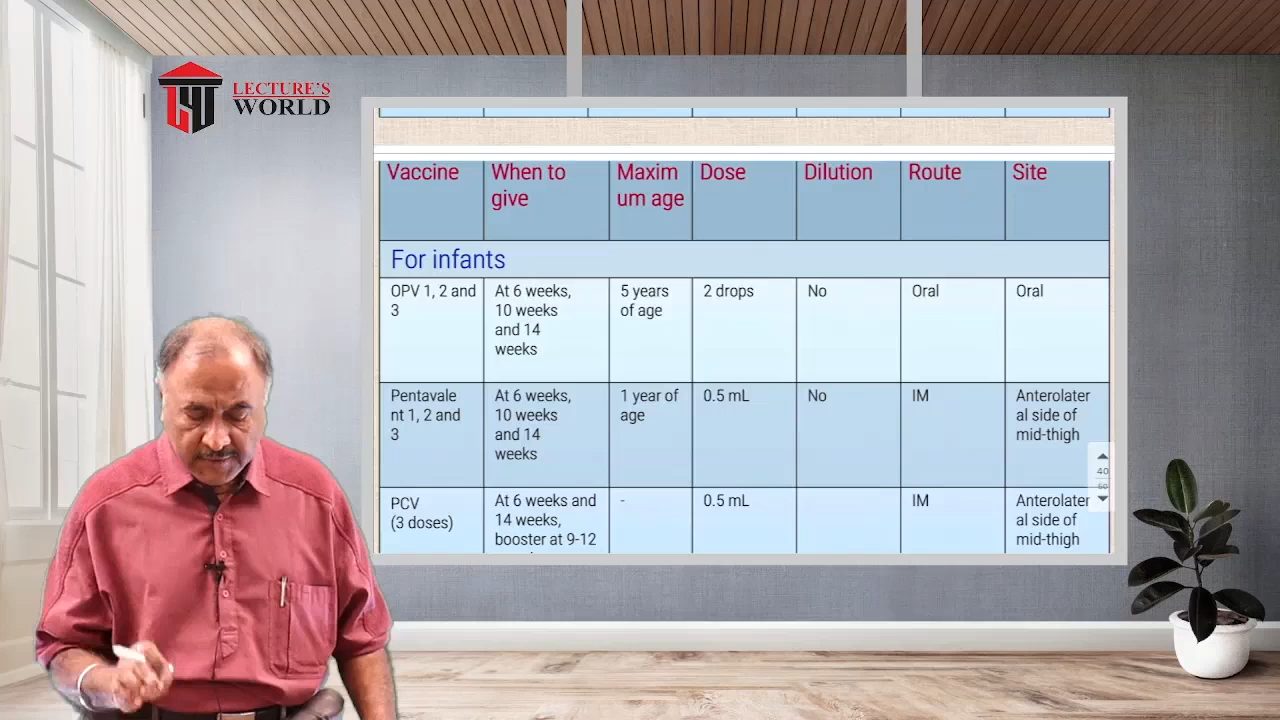 LECTURE'S
WORLD
Vaccine
When to
give
Maxim
um age
Dose
Dilution
Route
Site
For infants
OPV 1, 2 and
3
At 6 weeks,
10 weeks
and 14
weeks
5 years
of age
2 drops
No
Oral
Oral
Pentavale
nt 1, 2 and
3
At 6 weeks,
10 weeks
and 14
weeks
1 year of
age
0.5 mL
No
IM
Anterolater
al side of
mid-thigh
PCV
(3 doses)
At 6 weeks and
14 weeks,
booster at 9-12
-
0.5 mL
IM
Anterolater
al side of
mid-thigh
40
60